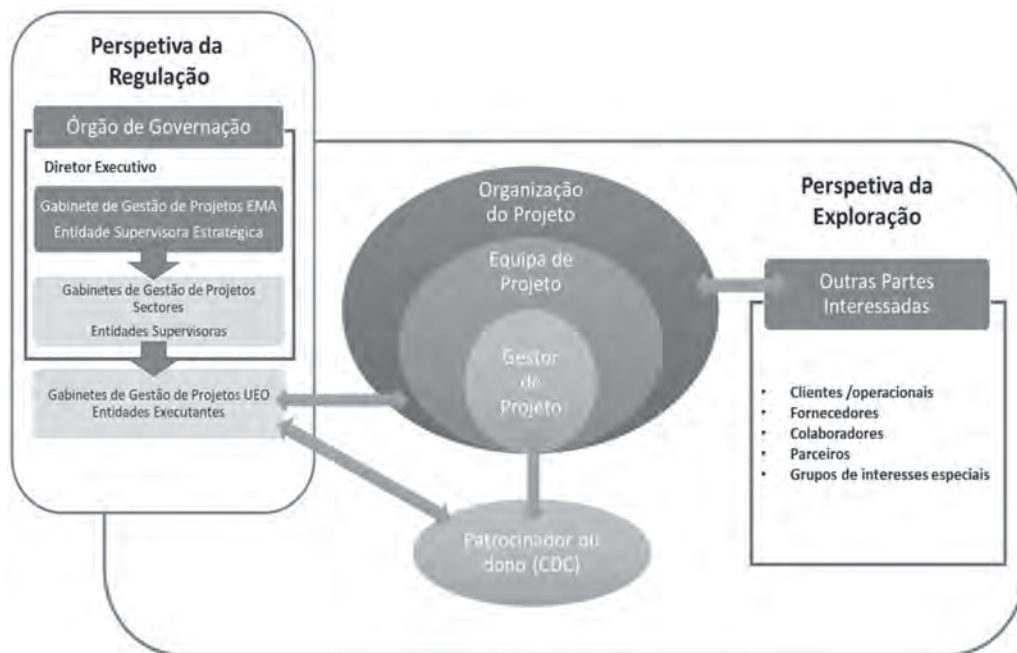 Perspetiva da
Regulação
Órgão de Governação
Diretor Executivo
Gabinete de Gestão de Projetos EMA
Entidade Supervisora Estratégica
Gabinetes de Gestão de Projetos
Sectores
Entidades Supervisoras
Gabinetes de Gestão de Projetos UEO
Entidades Executantes
Organização
do Projeto
Equipa de
Projeto
Gestor
de
Projeto
Patrocinador ou
dono (CDC)
Perspetiva da
Exploração
Outras Partes
Interessadas
• Clientes /operacionais
• Fornecedores
• Colaboradores
• Parceiros
• Grupos de interesses especiais